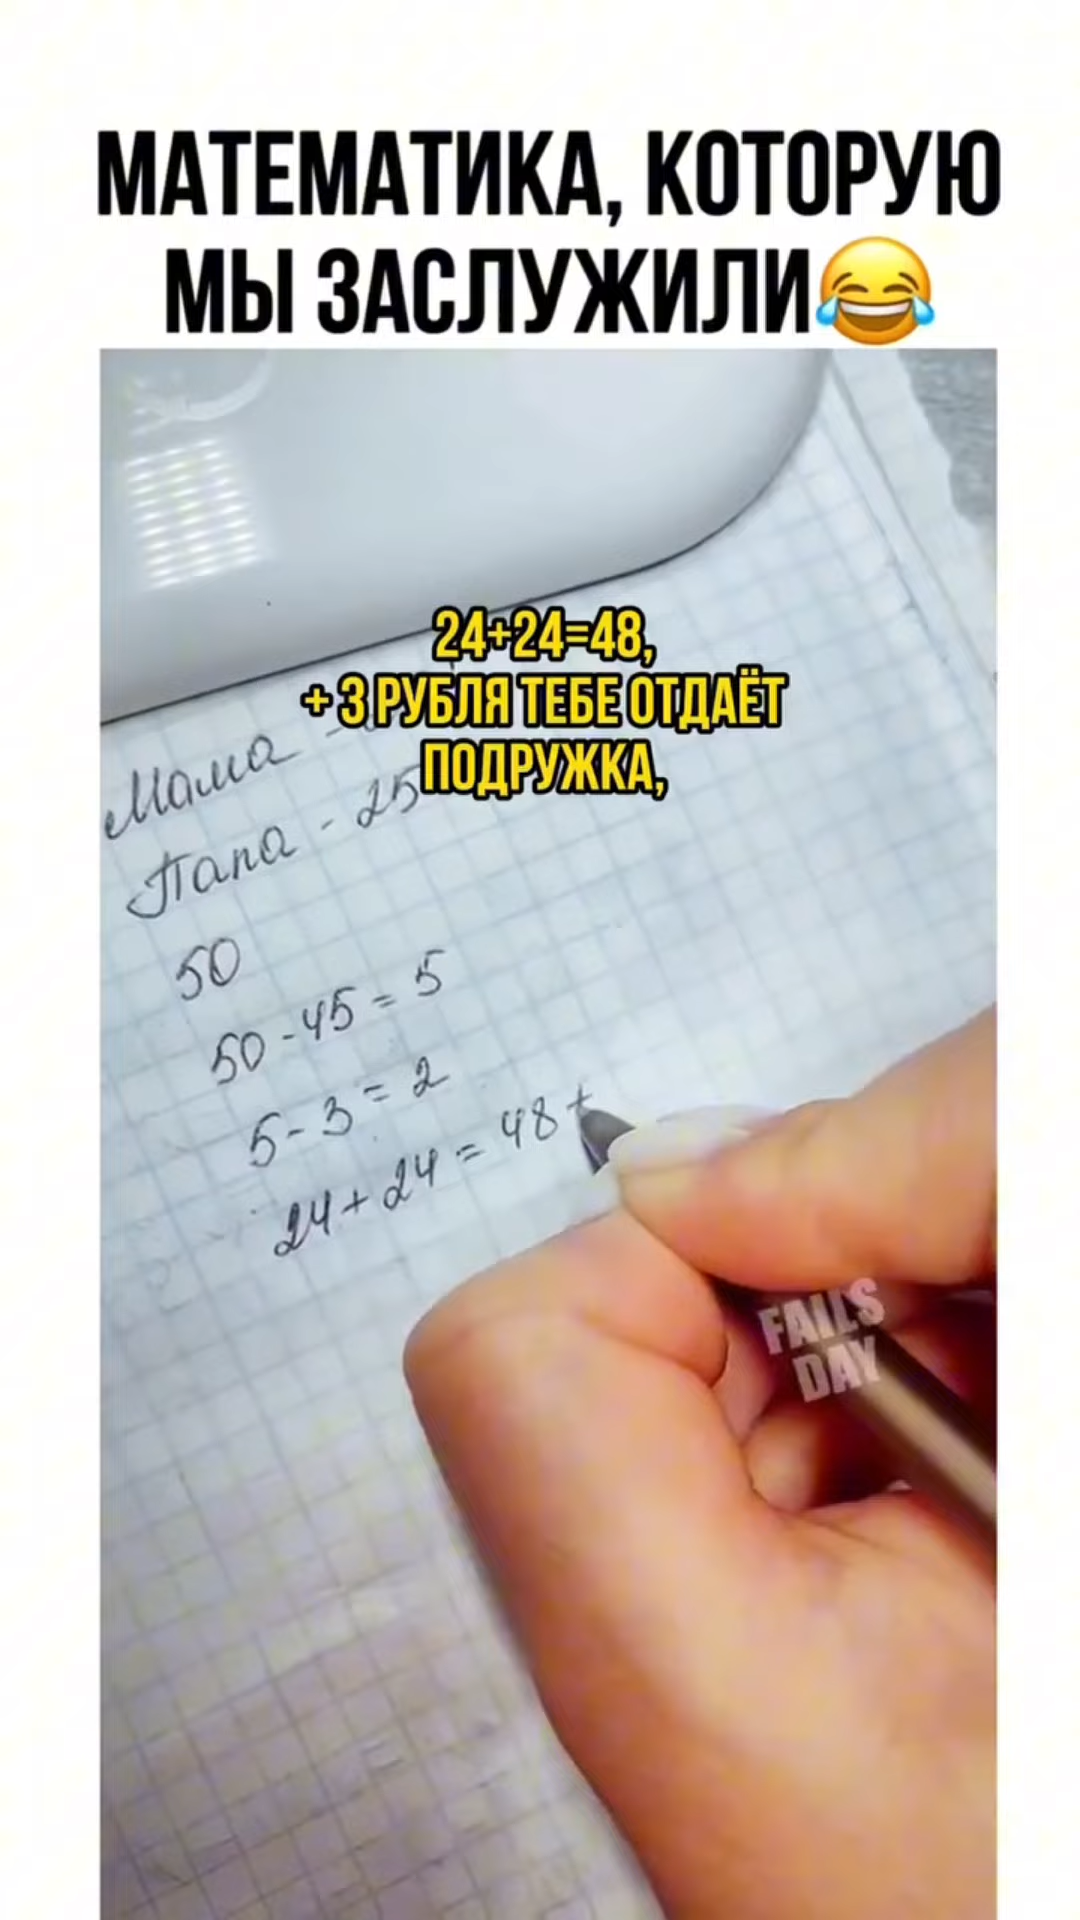 МАТЕМАТИКА, КОТОРУЮ
МЫ ЗАСЛУЖИЛИ😂
24+24=48,
+ 3 РУБЛЯ ТЕБЕ ОТДАЁТ
ПОДРУЖКА,
Мама -
Папа - 25
50
50 - 45 = 5
5 - 3 = 2
24 + 24 = 48 +
FAILS
DAY